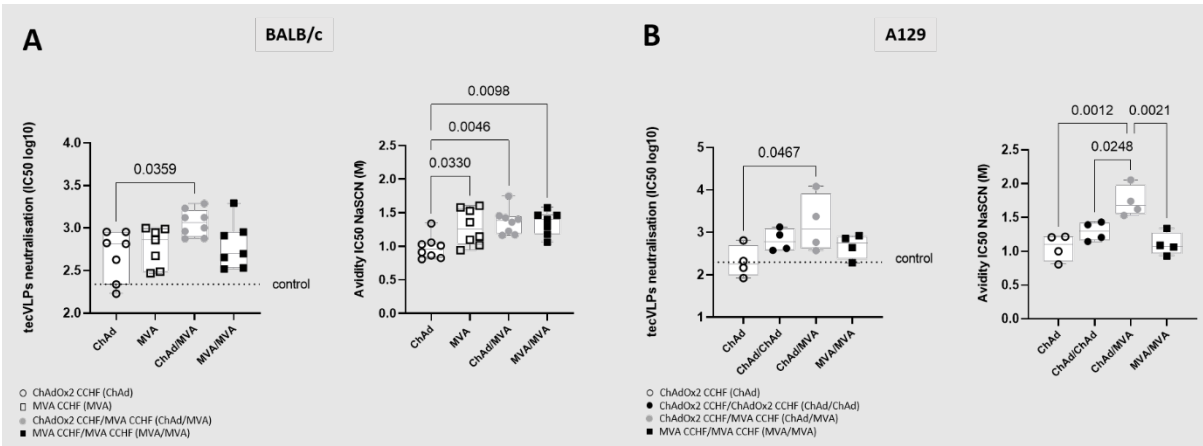 A
BALB/c
tecVLPs neutralisation (IC50 log10)
4.0
3.5
3.0
2.5
2.0
0.0359
control
ChAd
MVA
ChAd/MVA
MVA/MVA
Avidity IC50 NaSCN (M)
2.5
2.0
1.5
1.0
0.5
0.0
0.0098
0.0046
0.0330
ChAd
MVA
ChAd/MVA
MVA/MVA
ChAdOx2 CCHF (ChAd)
MVA CCHF (MVA)
ChAdOx2 CCHF/MVA CCHF (ChAd/MVA)
MVA CCHF/MVA CCHF (MVA/MVA)
B
A129
tecVLPs neutralisation (IC50 log10)
5
4
3
2
1
0.0467
control
ChAd
ChAd/ChAd
ChAd/MVA
MVA/MVA
Avidity IC50 NaSCN (M)
2.5
2.0
1.5
1.0
0.5
0.0
0.0012
0.0021
0.0248
ChAd
ChAd/ChAd
ChAd/MVA
MVA/MVA
ChAdOx2 CCHF (ChAd)
ChAdOx2 CCHF/ChAdOx2 CCHF (ChAd/ChAd)
ChAdOx2 CCHF/MVA CCHF (ChAd/MVA)
MVA CCHF/MVA CCHF (MVA/MVA)